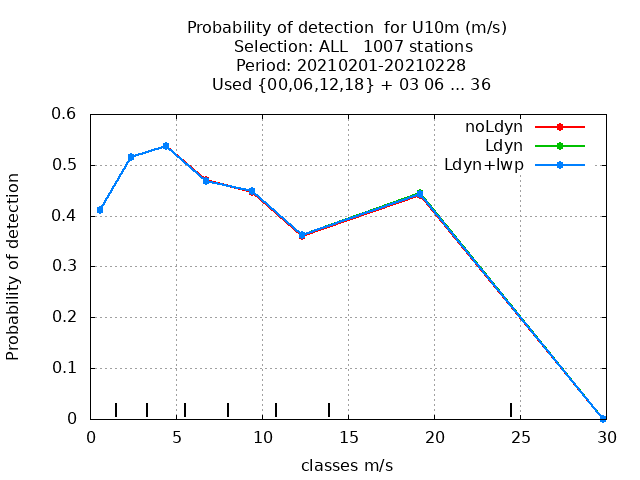 Probability of detection  for U10m (m/s)
Selection: ALL   1007 stations
Period: 20210201-20210228
Used {00,06,12,18} + 03 06 ... 36
noLdyn
Ldyn
Ldyn+lwp
Probability of detection
0.6
0.5
0.4
0.3
0.2
0.1
0
0 5 10 15 20 25 30
classes m/s